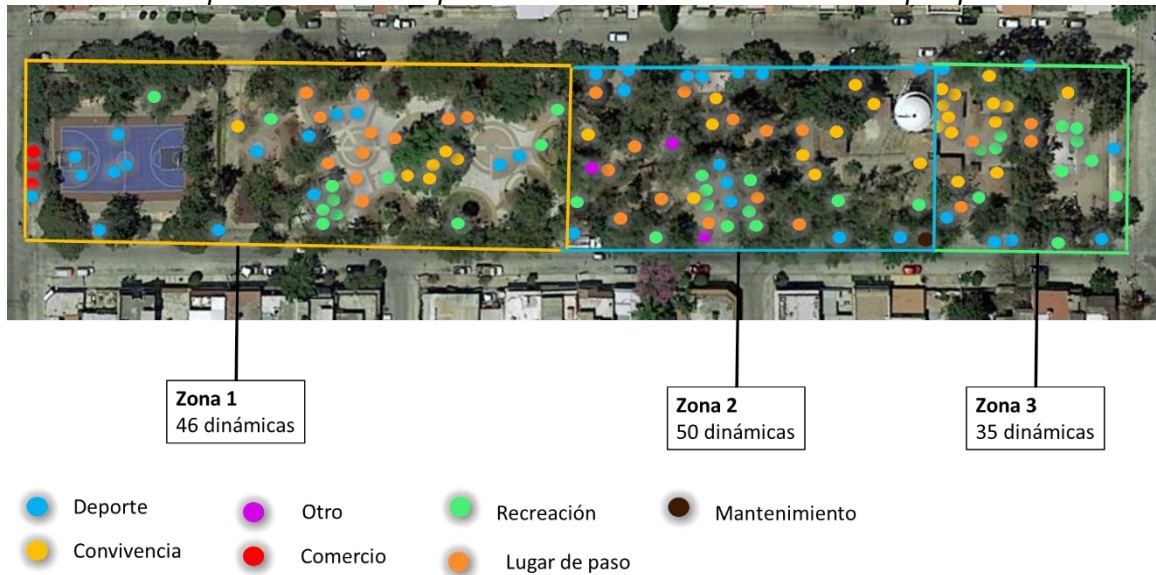 Zona 1
46 dinámicas
Zona 2
50 dinámicas
Zona 3
35 dinámicas
Deporte
Otro
Recreación
Mantenimiento
Convivencia
Comercio
Lugar de paso